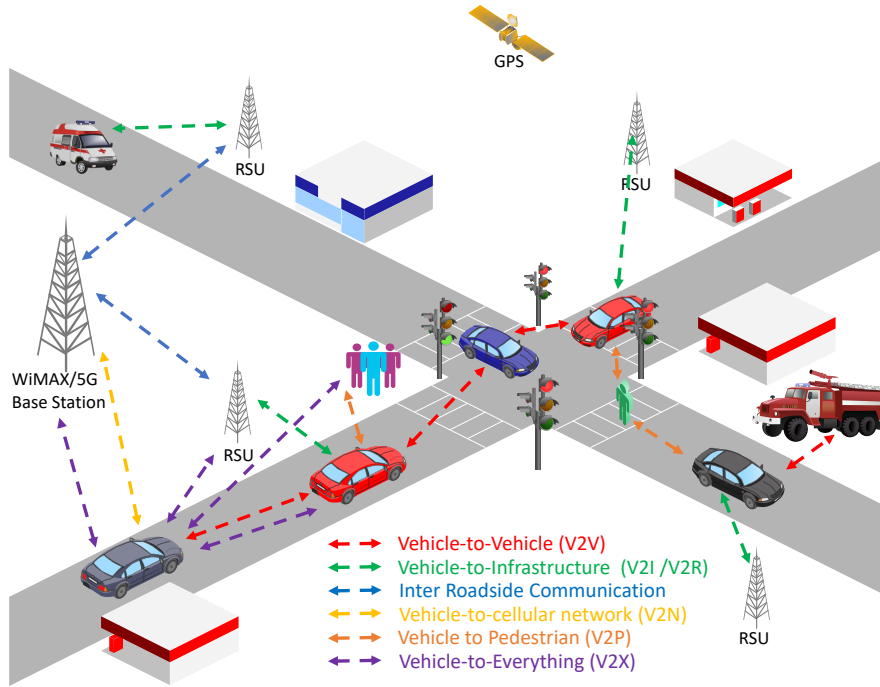 GPS
RSU
RSU
WiMAX/5G
Base Station
RSU
Vehicle-to-Vehicle (V2V)
Vehicle-to-Infrastructure (V2I /V2R)
Inter Roadside Communication
Vehicle-to-cellular network (V2N)
Vehicle to Pedestrian (V2P)
Vehicle-to-Everything (V2X)
RSU